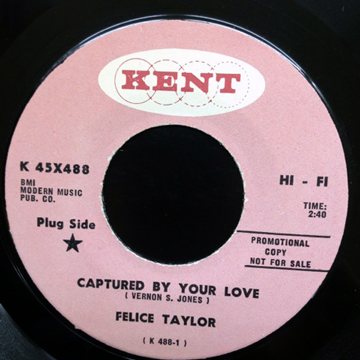 KENT
K 45X488
BMI
MODERN MUSIC
PUB. CO.
Plug Side
HI - FI
TIME:
2:40
PROMOTIONAL
COPY
NOT FOR SALE
CAPTURED BY YOUR LOVE
( VERNON S. JONES )
FELICE TAYLOR
( K 488-1 )